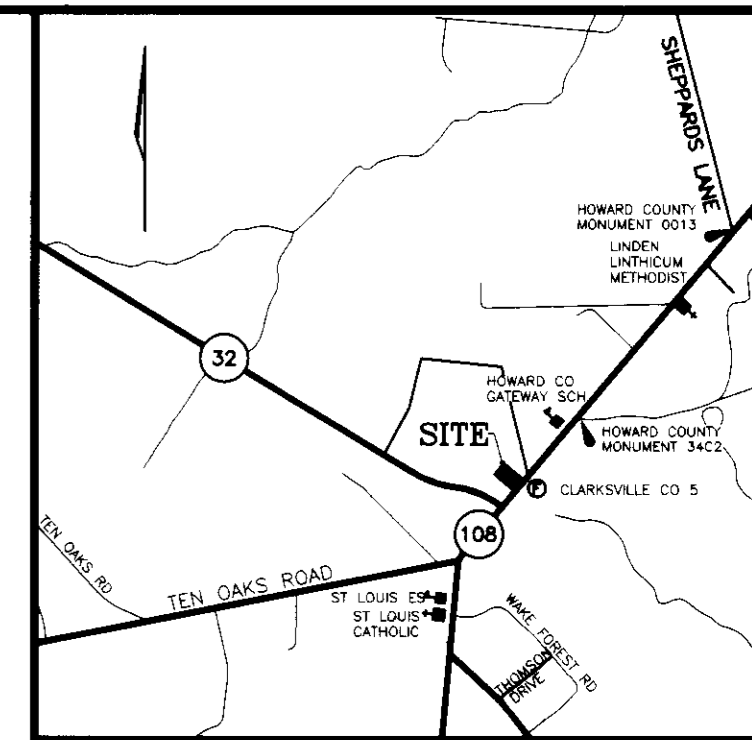 SHEPPARDS LANE
HOWARD COUNTY
MONUMENT 0013
LINDEN
LINTHICUM
METHODIST
32
HOWARD CO
GATEWAY SCH
SITE
HOWARD COUNTY
MONUMENT 34C2
F
CLARKSVILLE CO 5
108
TEN OAKS RD
TEN OAKS ROAD
ST LOUIS ES
ST LOUIS
CATHOLIC
WAKE FOREST RD
THOMSON
DRIVE